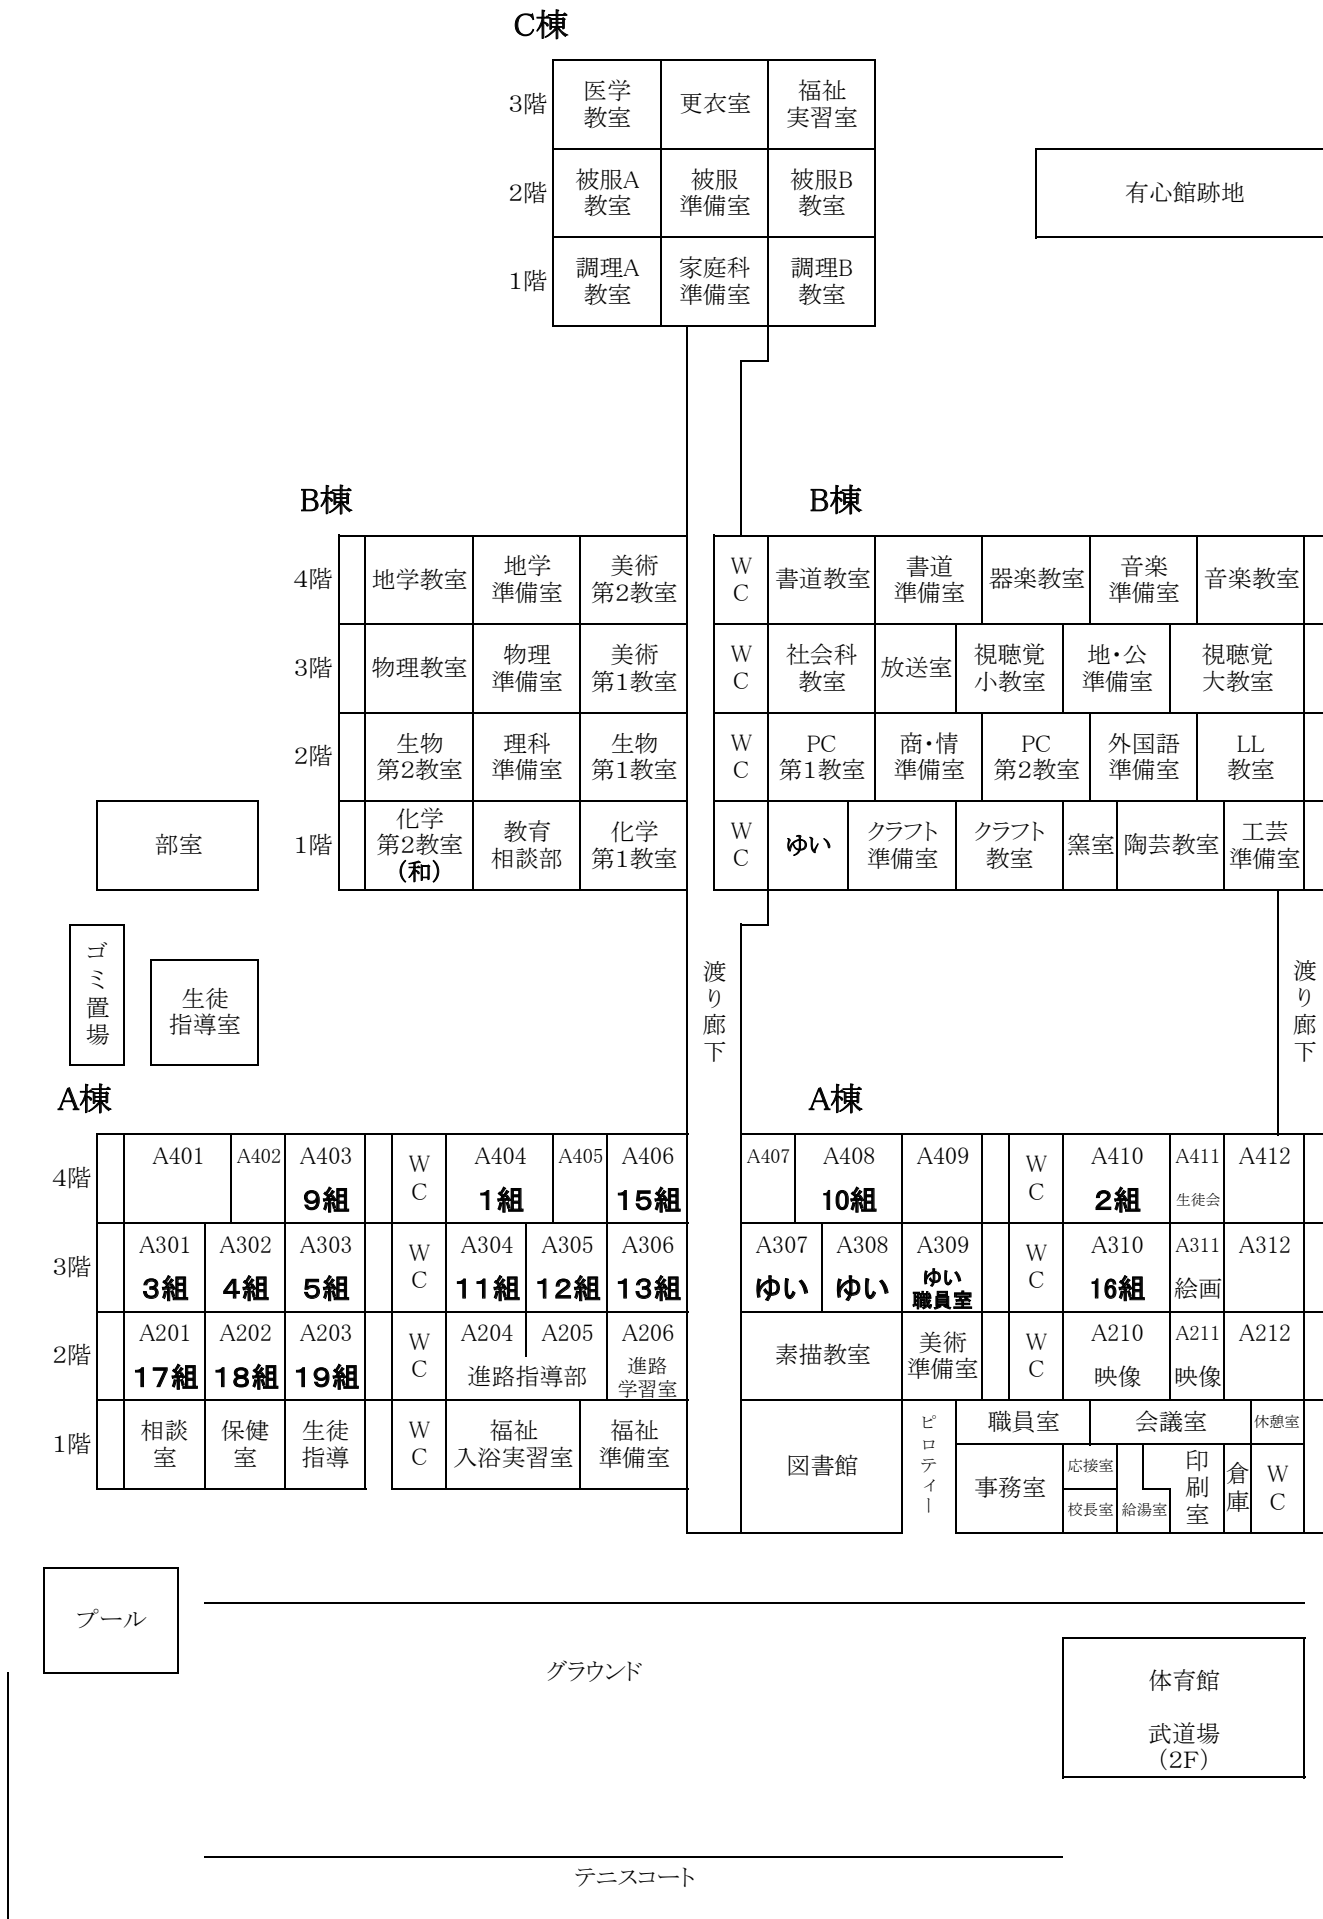 C棟
3階
医学
教室
更衣室
福祉
実習室
2階
被服A
教室
被服
準備室
被服B
教室
有心館跡地
1階
調理A
教室
家庭科
準備室
調理B
教室
B棟
B棟
4階
地学教室
地学
準備室
美術
第2教室
W
C
書道教室
書道
準備室
器楽教室
音楽
準備室
音楽教室
3階
物理教室
物理
準備室
美術
第1教室
W
C
社会科
教室
放送室
視聴覚
小教室
地・公
準備室
視聴覚
大教室
2階
生物
第2教室
理科
準備室
生物
第1教室
W
C
PC
第1教室
商・情
準備室
PC
第2教室
外国語
準備室
LL
教室
部室
1階
化学
第2教室
(和)
教育
相談部
化学
第1教室
W
C
ゆい
クラフト
準備室
クラフト
教室
窯室
陶芸教室
工芸
準備室
ゴミ置場
生徒
指導室
渡り廊下
渡り廊下
A棟
A棟
4階
A401
A402
A403
9組
W
C
A404
1組
A405
A406
15組
A407
A408
10組
A409
W
C
A410
2組
A411
生徒会
A412
3階
A301
3組
A302
4組
A303
5組
W
C
A304
11組
A305
12組
A306
13組
A307
ゆい
A308
ゆい
A309
ゆい
職員室
W
C
A310
16組
A311
絵画
A312
2階
A201
17組
A202
18組
A203
19組
W
C
A204
A205
進路指導部
A206
進路
学習室
素描教室
美術
準備室
W
C
A210
映像
A211
映像
A212
1階
相談
室
保健
室
生徒
指導
W
C
福祉
入浴実習室
福祉
準備室
図書館
ピロティー
職員室
会議室
休憩室
事務室
応接室
校長室
給湯室
印刷室
倉庫
W
C
プール
グラウンド
体育館
武道場
(2F)
テニスコート